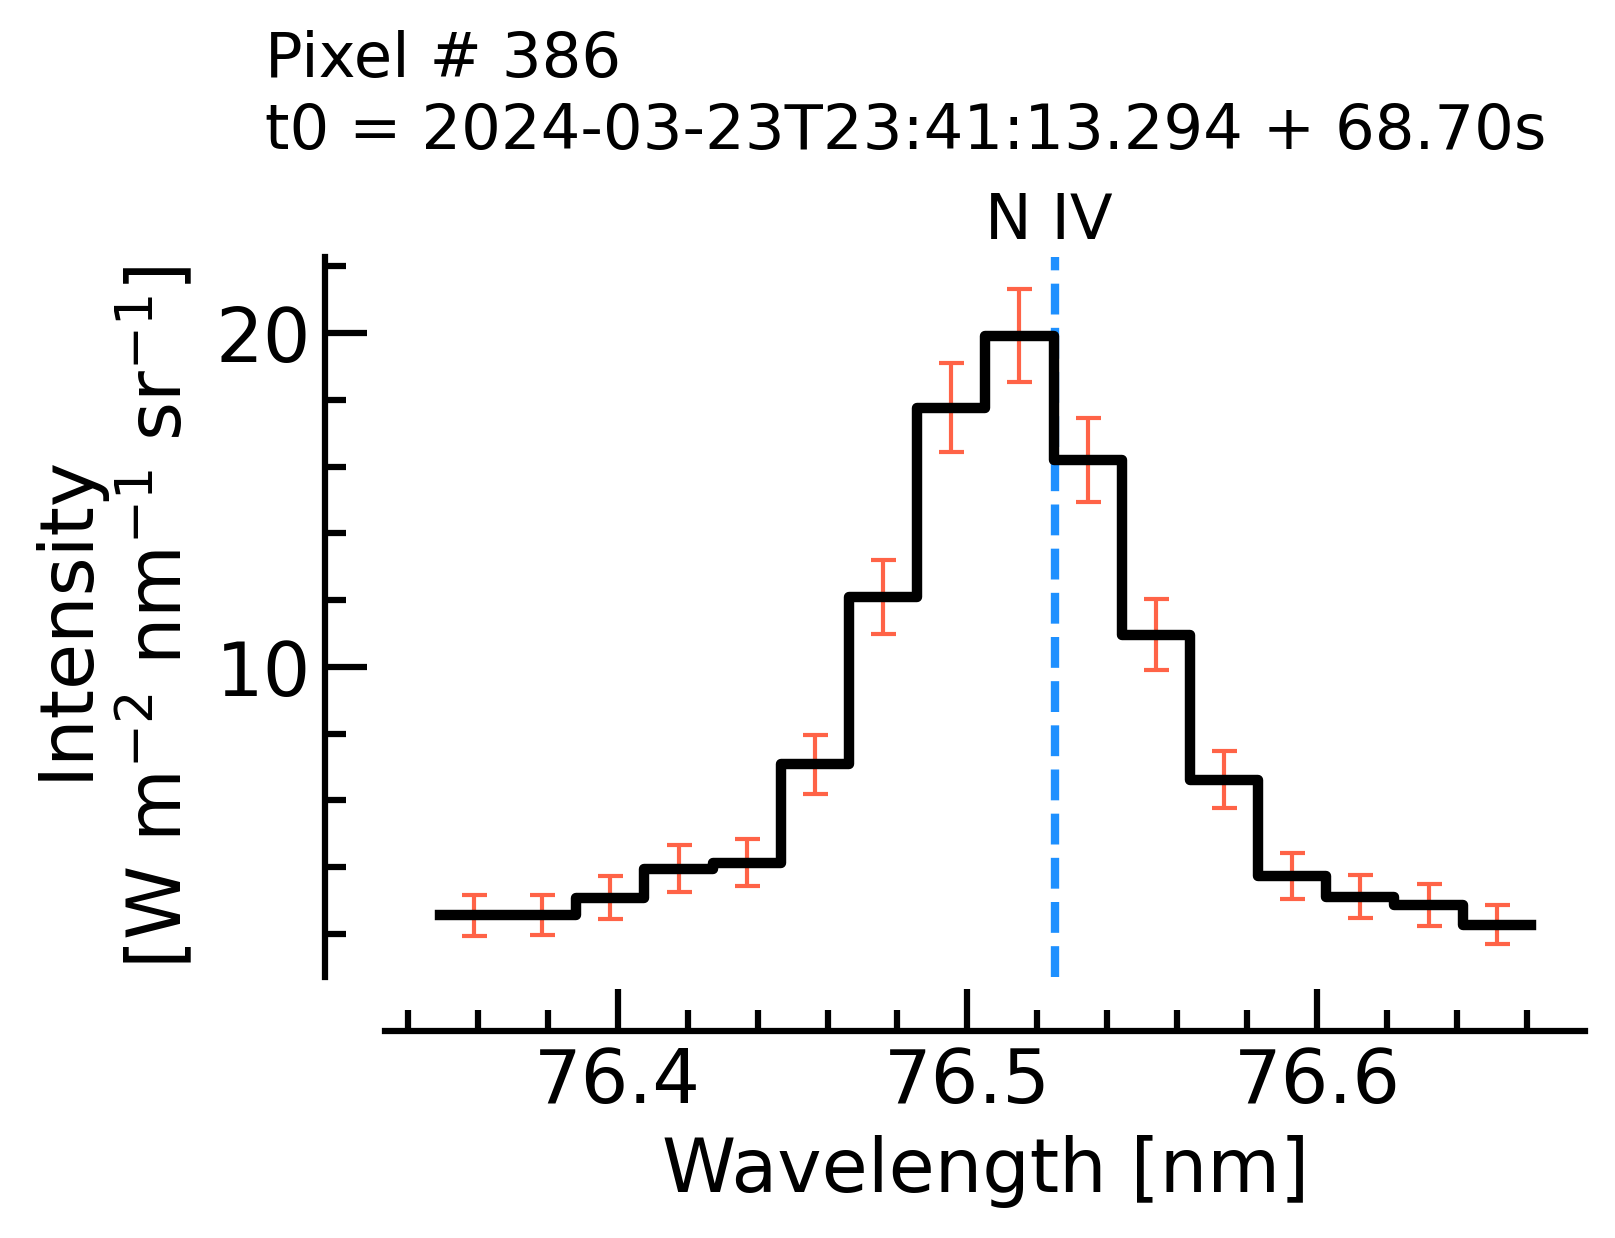 Pixel # 386
t0 = 2024-03-23T23:41:13.294 + 68.70s
N IV
Intensity
[W m⁻² nm⁻¹ sr⁻¹]
20
10
76.4 76.5 76.6
Wavelength [nm]